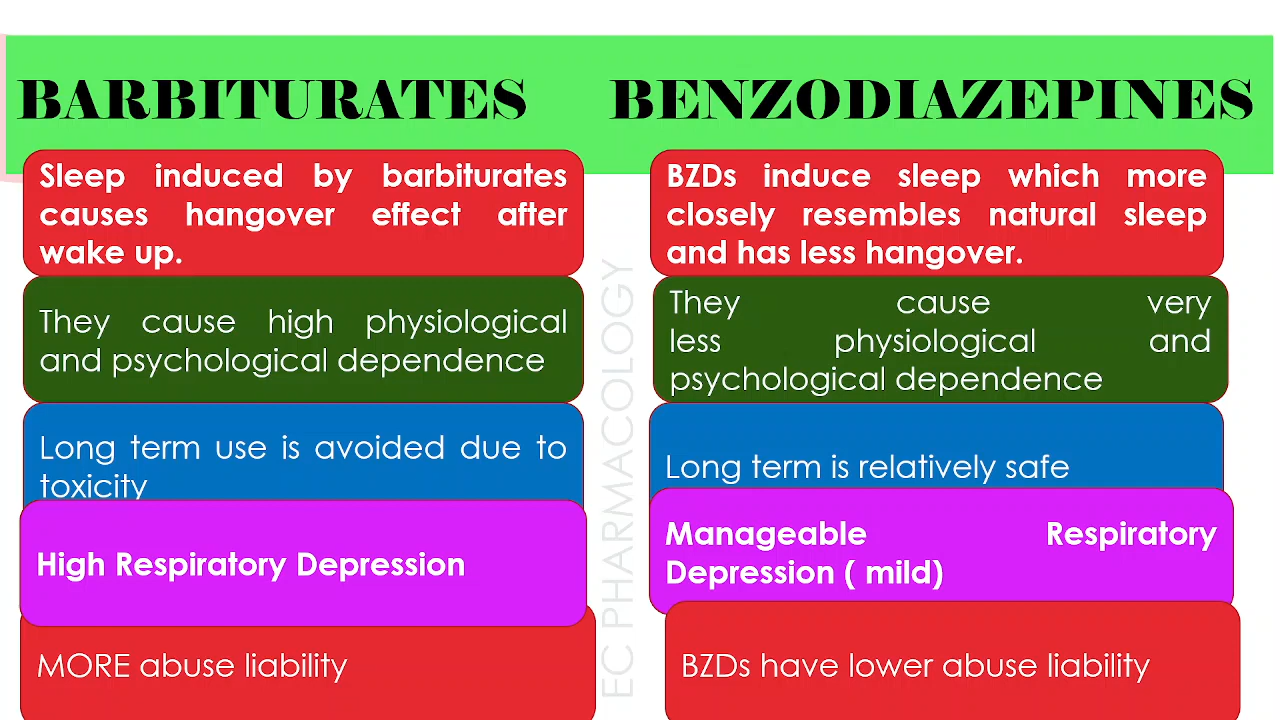 BARBITURATES
BENZODIAZEPINES
Sleep induced by barbiturates
causes hangover effect after
wake up.
BZDs induce sleep which more
closely resembles natural sleep
and has less hangover.
They cause high physiological
and psychological dependence
They cause very
less physiological and
psychological dependence
Long term use is avoided due to
toxicity
Long term is relatively safe
High Respiratory Depression
Manageable Respiratory
Depression ( mild)
MORE abuse liability
BZDs have lower abuse liability
EC PHARMACOLOGY